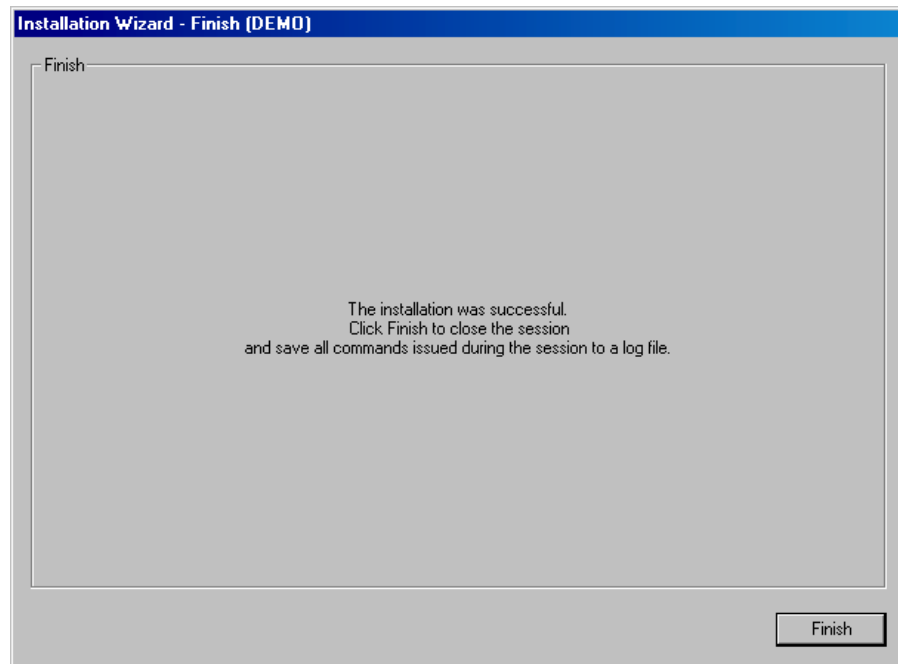 Installation Wizard - Finish (DEMO)
Finish
The installation was successful.
Click Finish to close the session
and save all commands issued during the session to a log file.
Finish